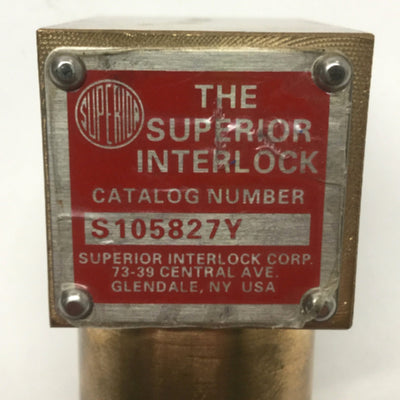 SUPERIOR
THE
SUPERIOR
INTERLOCK
CATALOG NUMBER
S105827Y
SUPERIOR INTERLOCK CORP.
73-39 CENTRAL AVE.
GLENDALE, NY USA